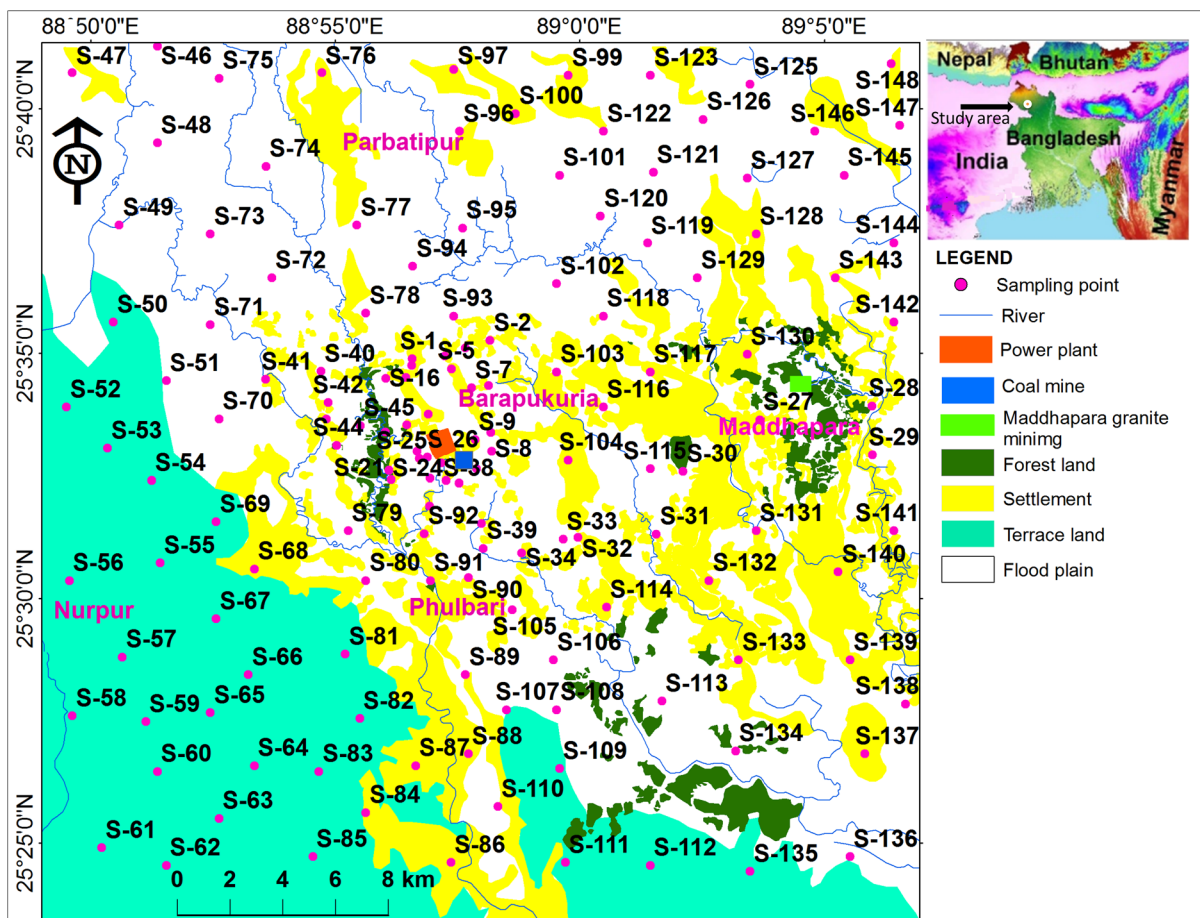 88°50'0"E 88°55'0"E 89°0'0"E 89°5'0"E
S-47 S-46 S-75 S-76 S-97 S-99 S-123 S-125 S-148
25°40'0"N
S-48 S-96 S-100 S-122 S-126 S-146 S-147
Parbatipur
N
S-74 S-101 S-121 S-127 S-145
S-49 S-73 S-77 S-95 S-120 S-119 S-128 S-144
S-72 S-94 S-102 S-129 S-143
S-50 S-71 S-78 S-93 S-2 S-118 S-142
25°35'0"N
S-51 S-41 S-40 S-1 S-5 S-103 S-117 S-130
S-52 S-70 S-42 S-16 S-7 S-116 S-27 S-28
Barapukuria
Maddhapara
S-53 S-44 S-45 S-9 S-29
S-54 S-21 S-25 S-26 S-24 S-38 S-8 S-104 S-115 S-30
S-69 S-79 S-92 S-39 S-33 S-31 S-131 S-141
S-56 S-55 S-68 S-80 S-91 S-34 S-32 S-132 S-140
25°30'0"N
Nurpur
S-67 Phulbari S-90 S-114
S-57 S-66 S-81 S-89 S-105 S-106 S-133 S-139
S-58 S-59 S-65 S-82 S-107 S-108 S-113 S-138
S-60 S-64 S-83 S-87 S-88 S-109 S-134 S-137
S-63 S-84 S-110
25°25'0"N
S-61 S-62 S-85 S-86 S-111 S-112 S-135 S-136
0 2 4 6 8 km
Nepal
Bhutan
Study area
Bangladesh
India
Myanmar
LEGEND
Sampling point
River
Power plant
Coal mine
Maddhapara granite
minimg
Forest land
Settlement
Terrace land
Flood plain